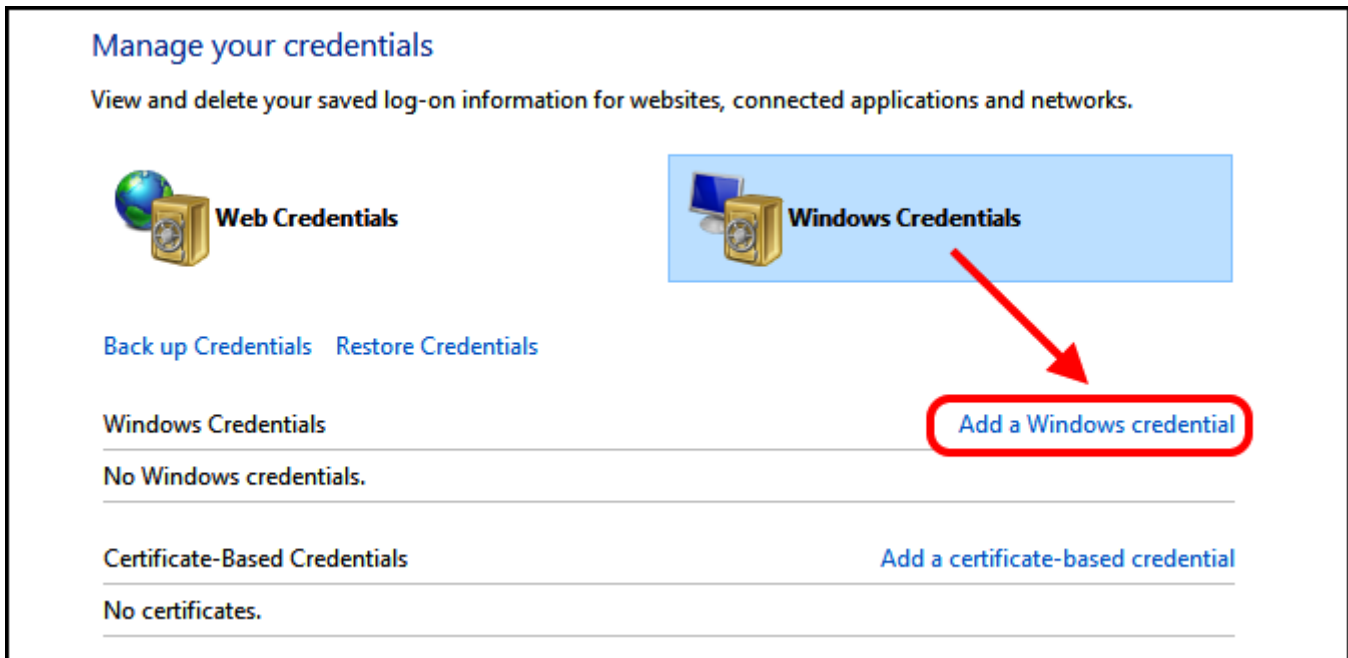 Manage your credentials
View and delete your saved log-on information for websites, connected applications and networks.
Web Credentials
Windows Credentials
Back up Credentials Restore Credentials
Windows Credentials Add a Windows credential
No Windows credentials.
Certificate-Based Credentials Add a certificate-based credential
No certificates.